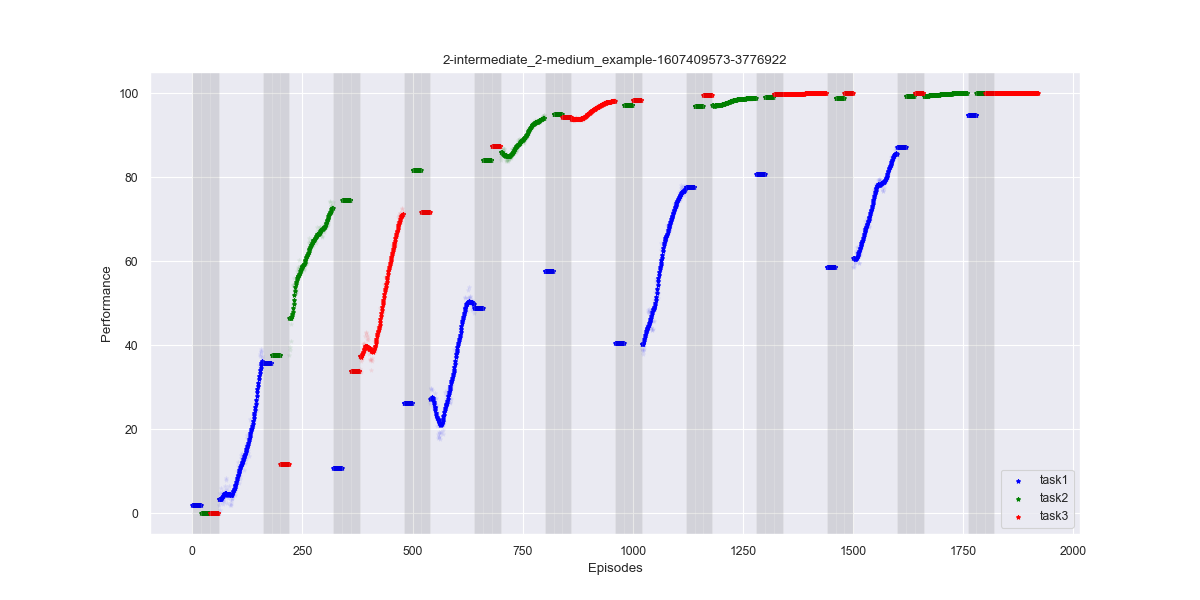 2-intermediate_2-medium_example-1607409573-3776922
100
80
60
40
20
0
Performance
0 250 500 750 1000 1250 1500 1750 2000
Episodes
task1
task2
task3